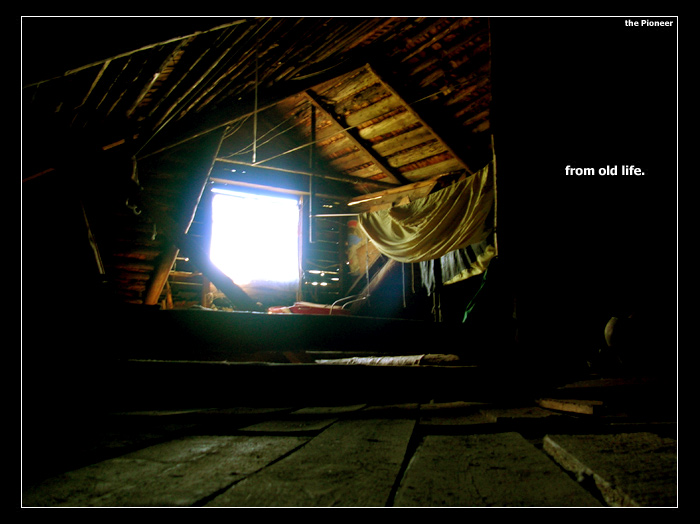 the Pioneer
from old life.